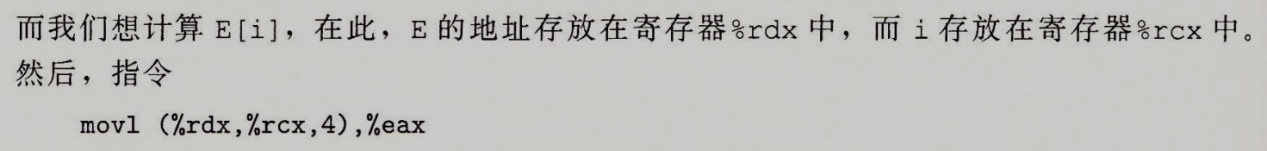 而我们想计算 E[i]，在此，E 的地址存放在寄存器%rdx 中，而 i 存放在寄存器%rcx 中。
然后，指令
movl (%rdx,%rcx,4),%eax